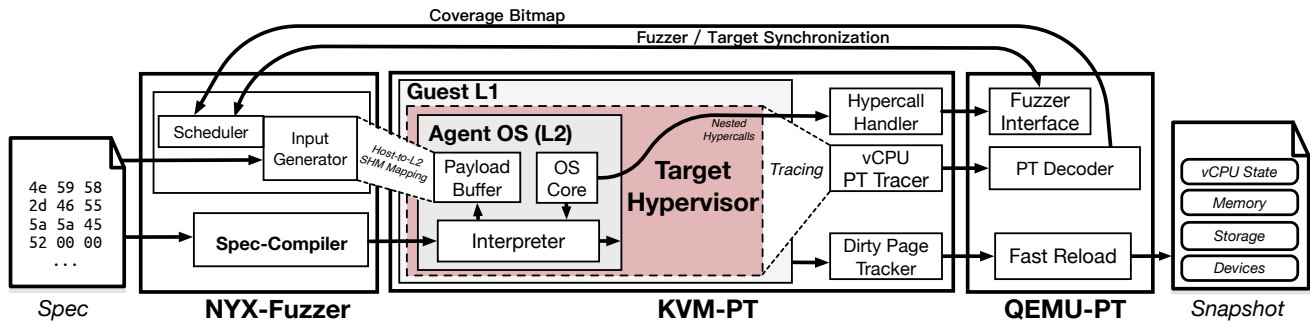 Coverage Bitmap
Fuzzer / Target Synchronization
Guest L1
Scheduler
Input
Generator
Host-to-L2
SHM Mapping
Agent OS (L2)
Payload
Buffer
OS
Core
Interpreter
Nested
Hypercalls
Target
Hypervisor
Tracing
Hypercall
Handler
vCPU
PT Tracer
Dirty Page
Tracker
Fuzzer
Interface
PT Decoder
Fast Reload
4e 59 58
2d 46 55
5a 5a 45
52 00 00
...
Spec-Compiler
vCPU State
Memory
Storage
Devices
Spec
NYX-Fuzzer
KVM-PT
QEMU-PT
Snapshot